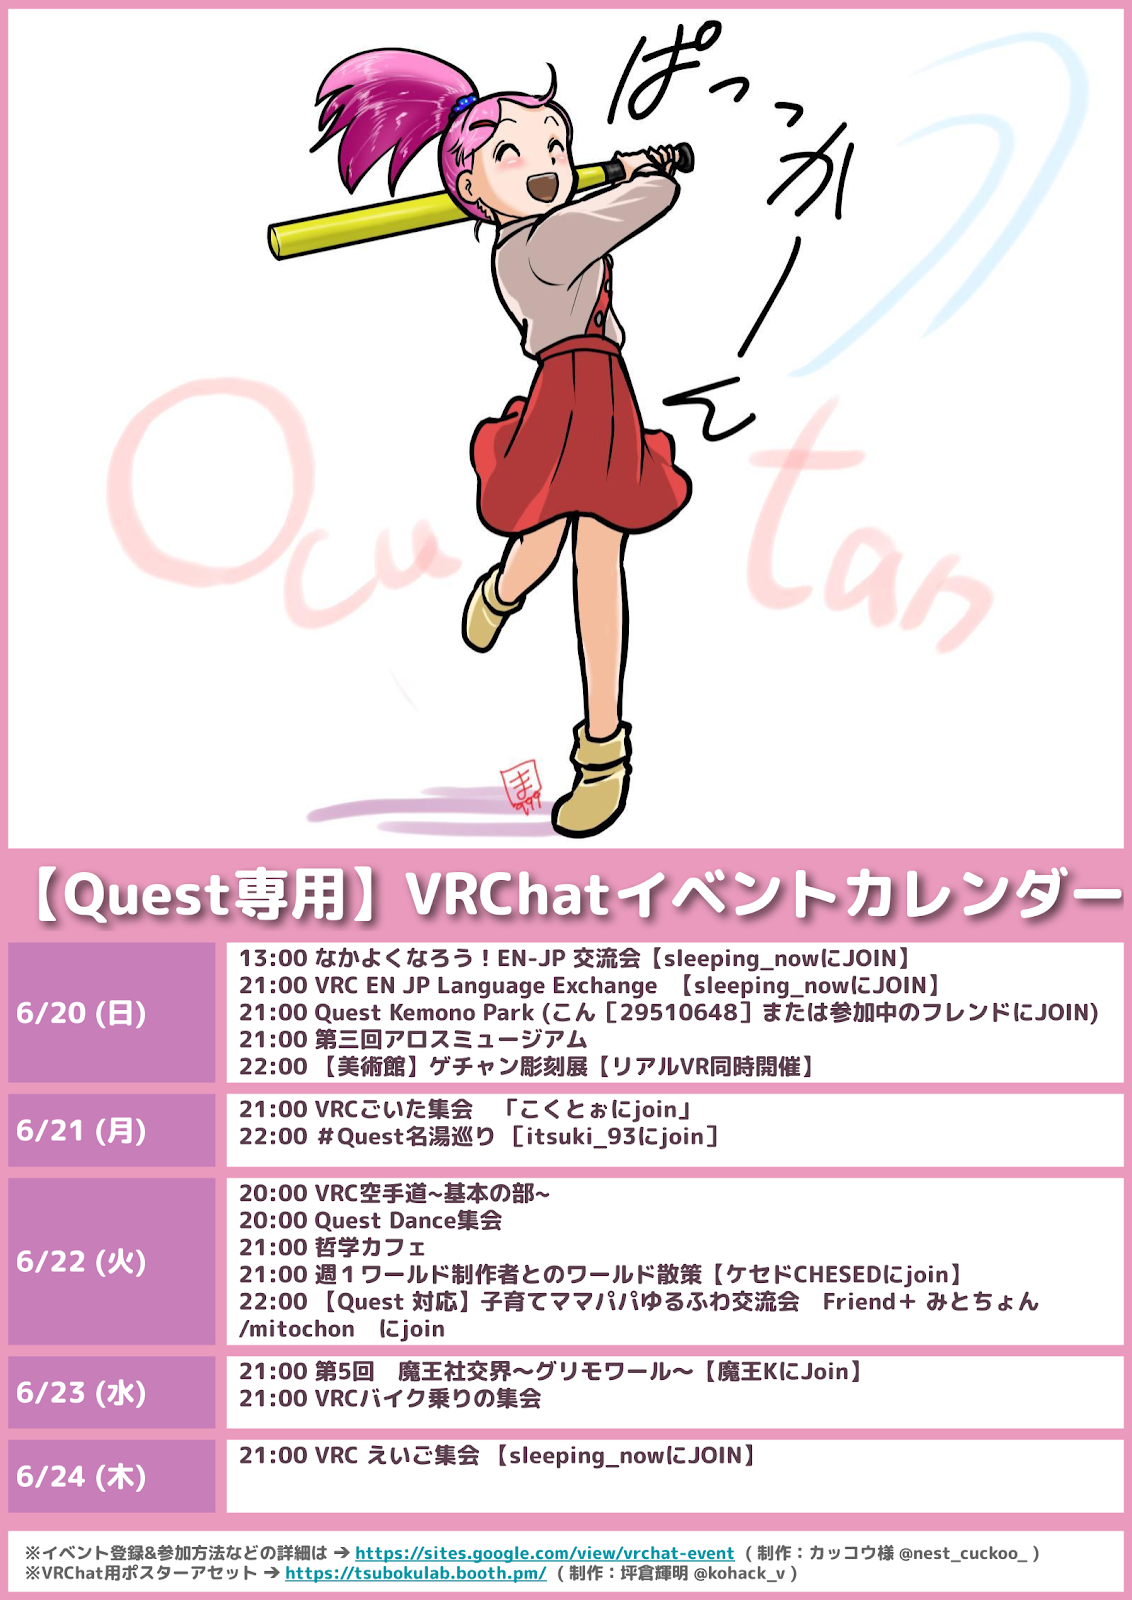 ぱっっかーん
Ocu tan
ま
999
【Quest専用】VRChatイベントカレンダー
6/20 (日)
13:00 なかよくなろう！EN-JP 交流会【sleeping_nowにJOIN】
21:00 VRC EN JP Language Exchange 【sleeping_nowにJOIN】
21:00 Quest Kemono Park (こん［29510648］または参加中のフレンドにJOIN)
21:00 第三回アロスミュージアム
22:00 【美術館】ゲチャン彫刻展【リアルVR同時開催】
6/21 (月)
21:00 VRCごいた集会　「こくとぉにjoin」
22:00 ＃Quest名湯巡り ［itsuki_93にjoin］
6/22 (火)
20:00 VRC空手道~基本の部~
20:00 Quest Dance集会
21:00 哲学カフェ
21:00 週１ワールド制作者とのワールド散策【ケセドCHESEDにjoin】
22:00 【Quest 対応】子育てママパパゆるふわ交流会　Friend＋ みとちょん
/mitochon　にjoin
6/23 (水)
21:00 第5回　魔王社交界～グリモワール～【魔王KにJoin】
21:00 VRCバイク乗りの集会
6/24 (木)
21:00 VRC えいご集会 【sleeping_nowにJOIN】
※イベント登録&参加方法などの詳細は → https://sites.google.com/view/vrchat-event ( 制作：カッコウ様 @nest_cuckoo_ )
※VRChat用ポスターアセット → https://tsubokulab.booth.pm/ ( 制作：坪倉輝明 @kohack_v )